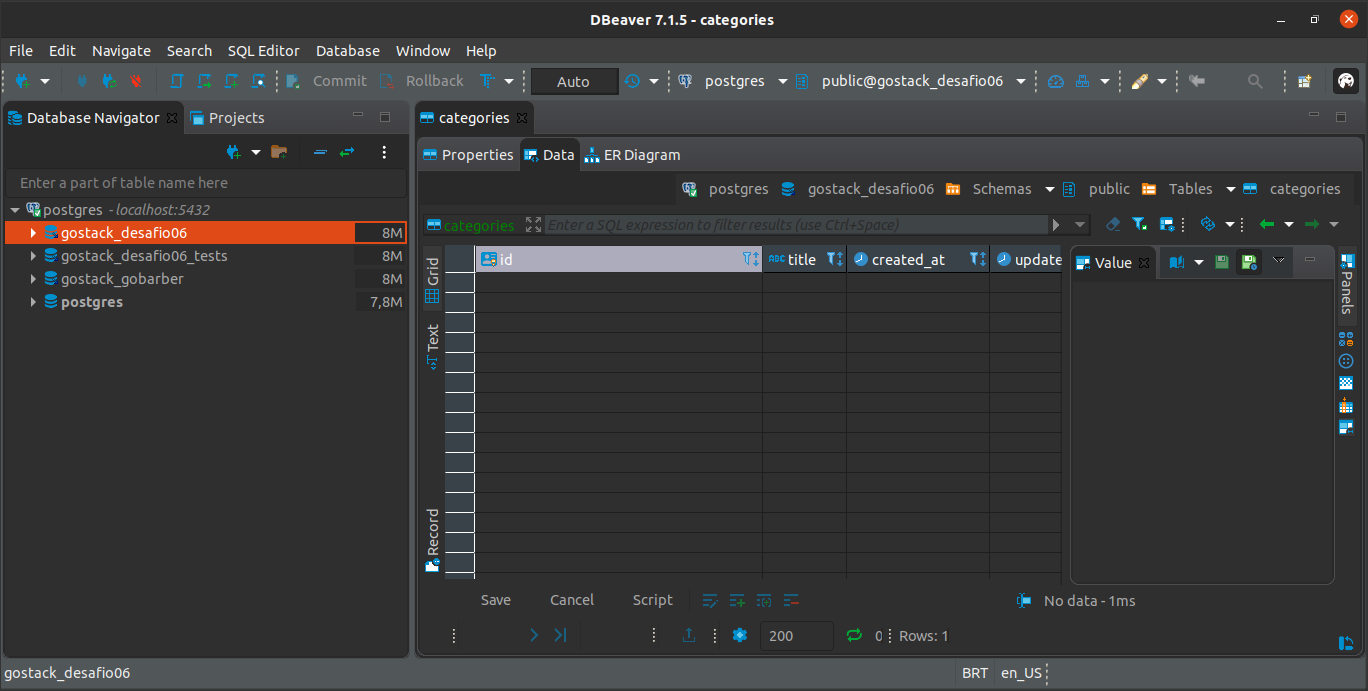 DBeaver 7.1.5 - categories
File Edit Navigate Search SQL Editor Database Window Help
Commit Rollback Auto postgres public@gostack_desafio06
Database Navigator Projects
Enter a part of table name here
postgres - localhost:5432
gostack_desafio06 8M
gostack_desafio06_tests 8M
gostack_gobarber 8M
postgres 7,8M
categories
Properties Data ER Diagram
postgres gostack_desafio06 Schemas public Tables categories
categories Enter a SQL expression to filter results (use Ctrl+Space)
Grid
Text
Record
id ABC title created_at update
Value
Panels
Save Cancel Script No data - 1ms
200 0 Rows: 1
gostack_desafio06 BRT en_US